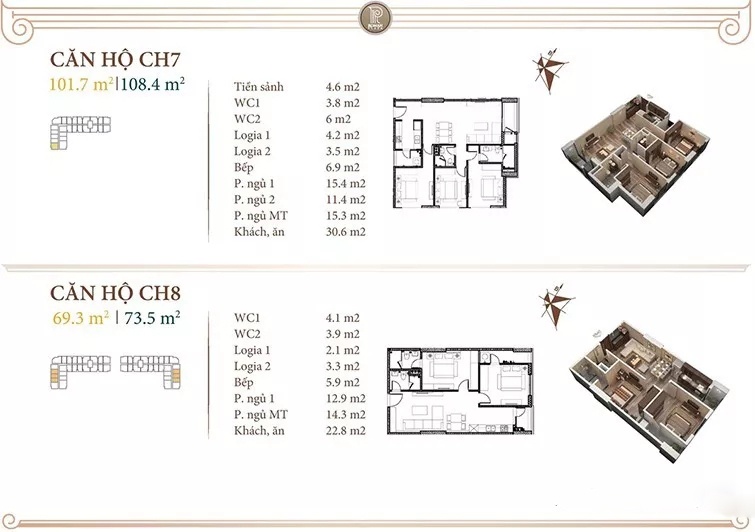 CĂN HỘ CH7
101.7 m² | 108.4 m²
Tiền sảnh 4.6 m2
WC1 3.8 m2
WC2 6 m2
Logia 1 4.2 m2
Logia 2 3.5 m2
Bếp 6.9 m2
P. ngủ 1 15.4 m2
P. ngủ 2 11.4 m2
P. ngủ MT 15.3 m2
Khách, ăn 30.6 m2
CĂN HỘ CH8
69.3 m² | 73.5 m²
WC1 4.1 m2
WC2 3.9 m2
Logia 1 2.1 m2
Logia 2 3.3 m2
Bếp 5.9 m2
P. ngủ 1 12.9 m2
P. ngủ MT 14.3 m2
Khách, ăn 22.8 m2